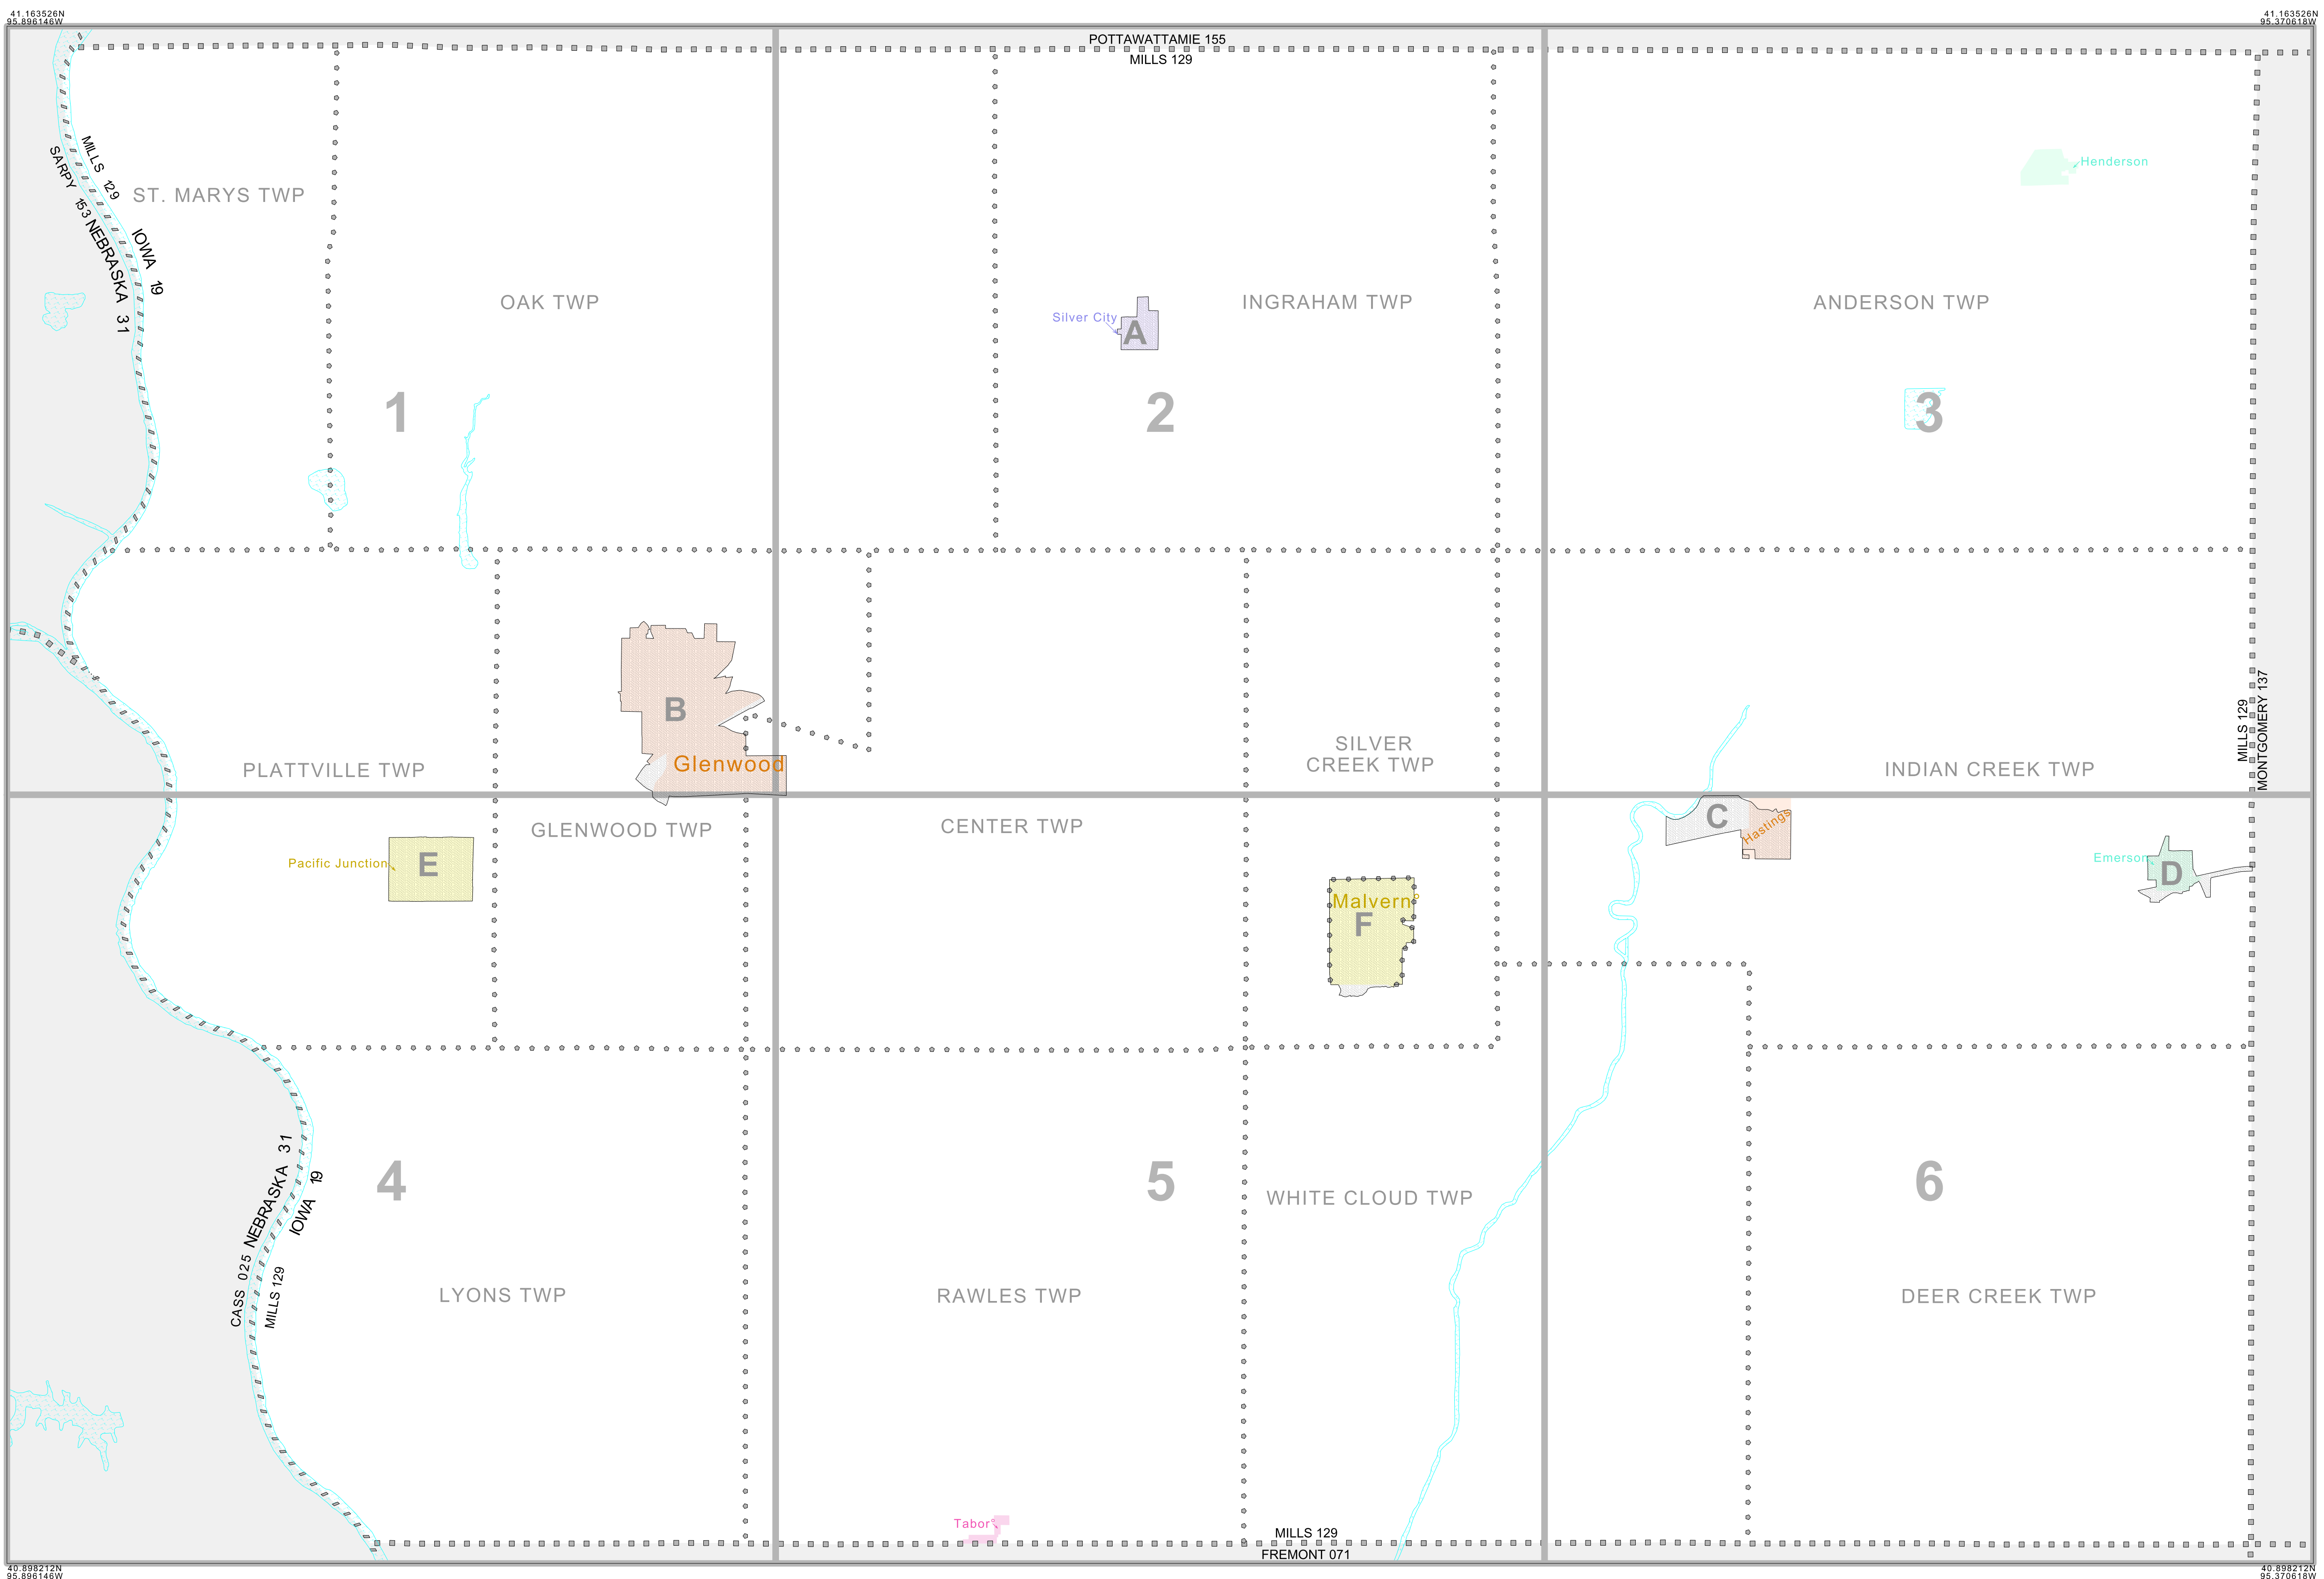 41.163526N
95.896146W
41.163526N
95.370618W
POTTAWATTAMIE 155
MILLS 129
MILLS 129
SARPY 153
NEBRASKA 31
IOWA 19
ST. MARYS TWP
Henderson
OAK TWP
INGRAHAM TWP
ANDERSON TWP
Silver City
A
1
2
3
B
Glenwood
MILLS 129
MONTGOMERY 137
SILVER
CREEK TWP
PLATTVILLE TWP
INDIAN CREEK TWP
GLENWOOD TWP
CENTER TWP
C
Hastings
Pacific Junction
E
Emerson
D
Malvern°
F
4
5
6
CASS 025
NEBRASKA 31
IOWA 19
MILLS 129
WHITE CLOUD TWP
LYONS TWP
RAWLES TWP
DEER CREEK TWP
Tabor°
MILLS 129
FREMONT 071
40.898212N
95.896146W
40.898212N
95.370618W